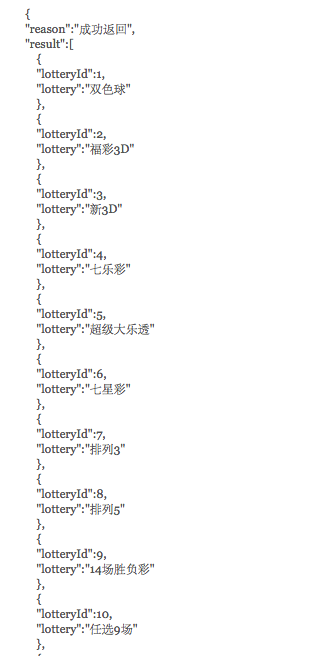 {
"reason":"成功返回",
"result":[
{
"lotteryId":1,
"lottery":"双色球"
},
{
"lotteryId":2,
"lottery":"福彩3D"
},
{
"lotteryId":3,
"lottery":"新3D"
},
{
"lotteryId":4,
"lottery":"七乐彩"
},
{
"lotteryId":5,
"lottery":"超级大乐透"
},
{
"lotteryId":6,
"lottery":"七星彩"
},
{
"lotteryId":7,
"lottery":"排列3"
},
{
"lotteryId":8,
"lottery":"排列5"
},
{
"lotteryId":9,
"lottery":"14场胜负彩"
},
{
"lotteryId":10,
"lottery":"任选9场"
},
{